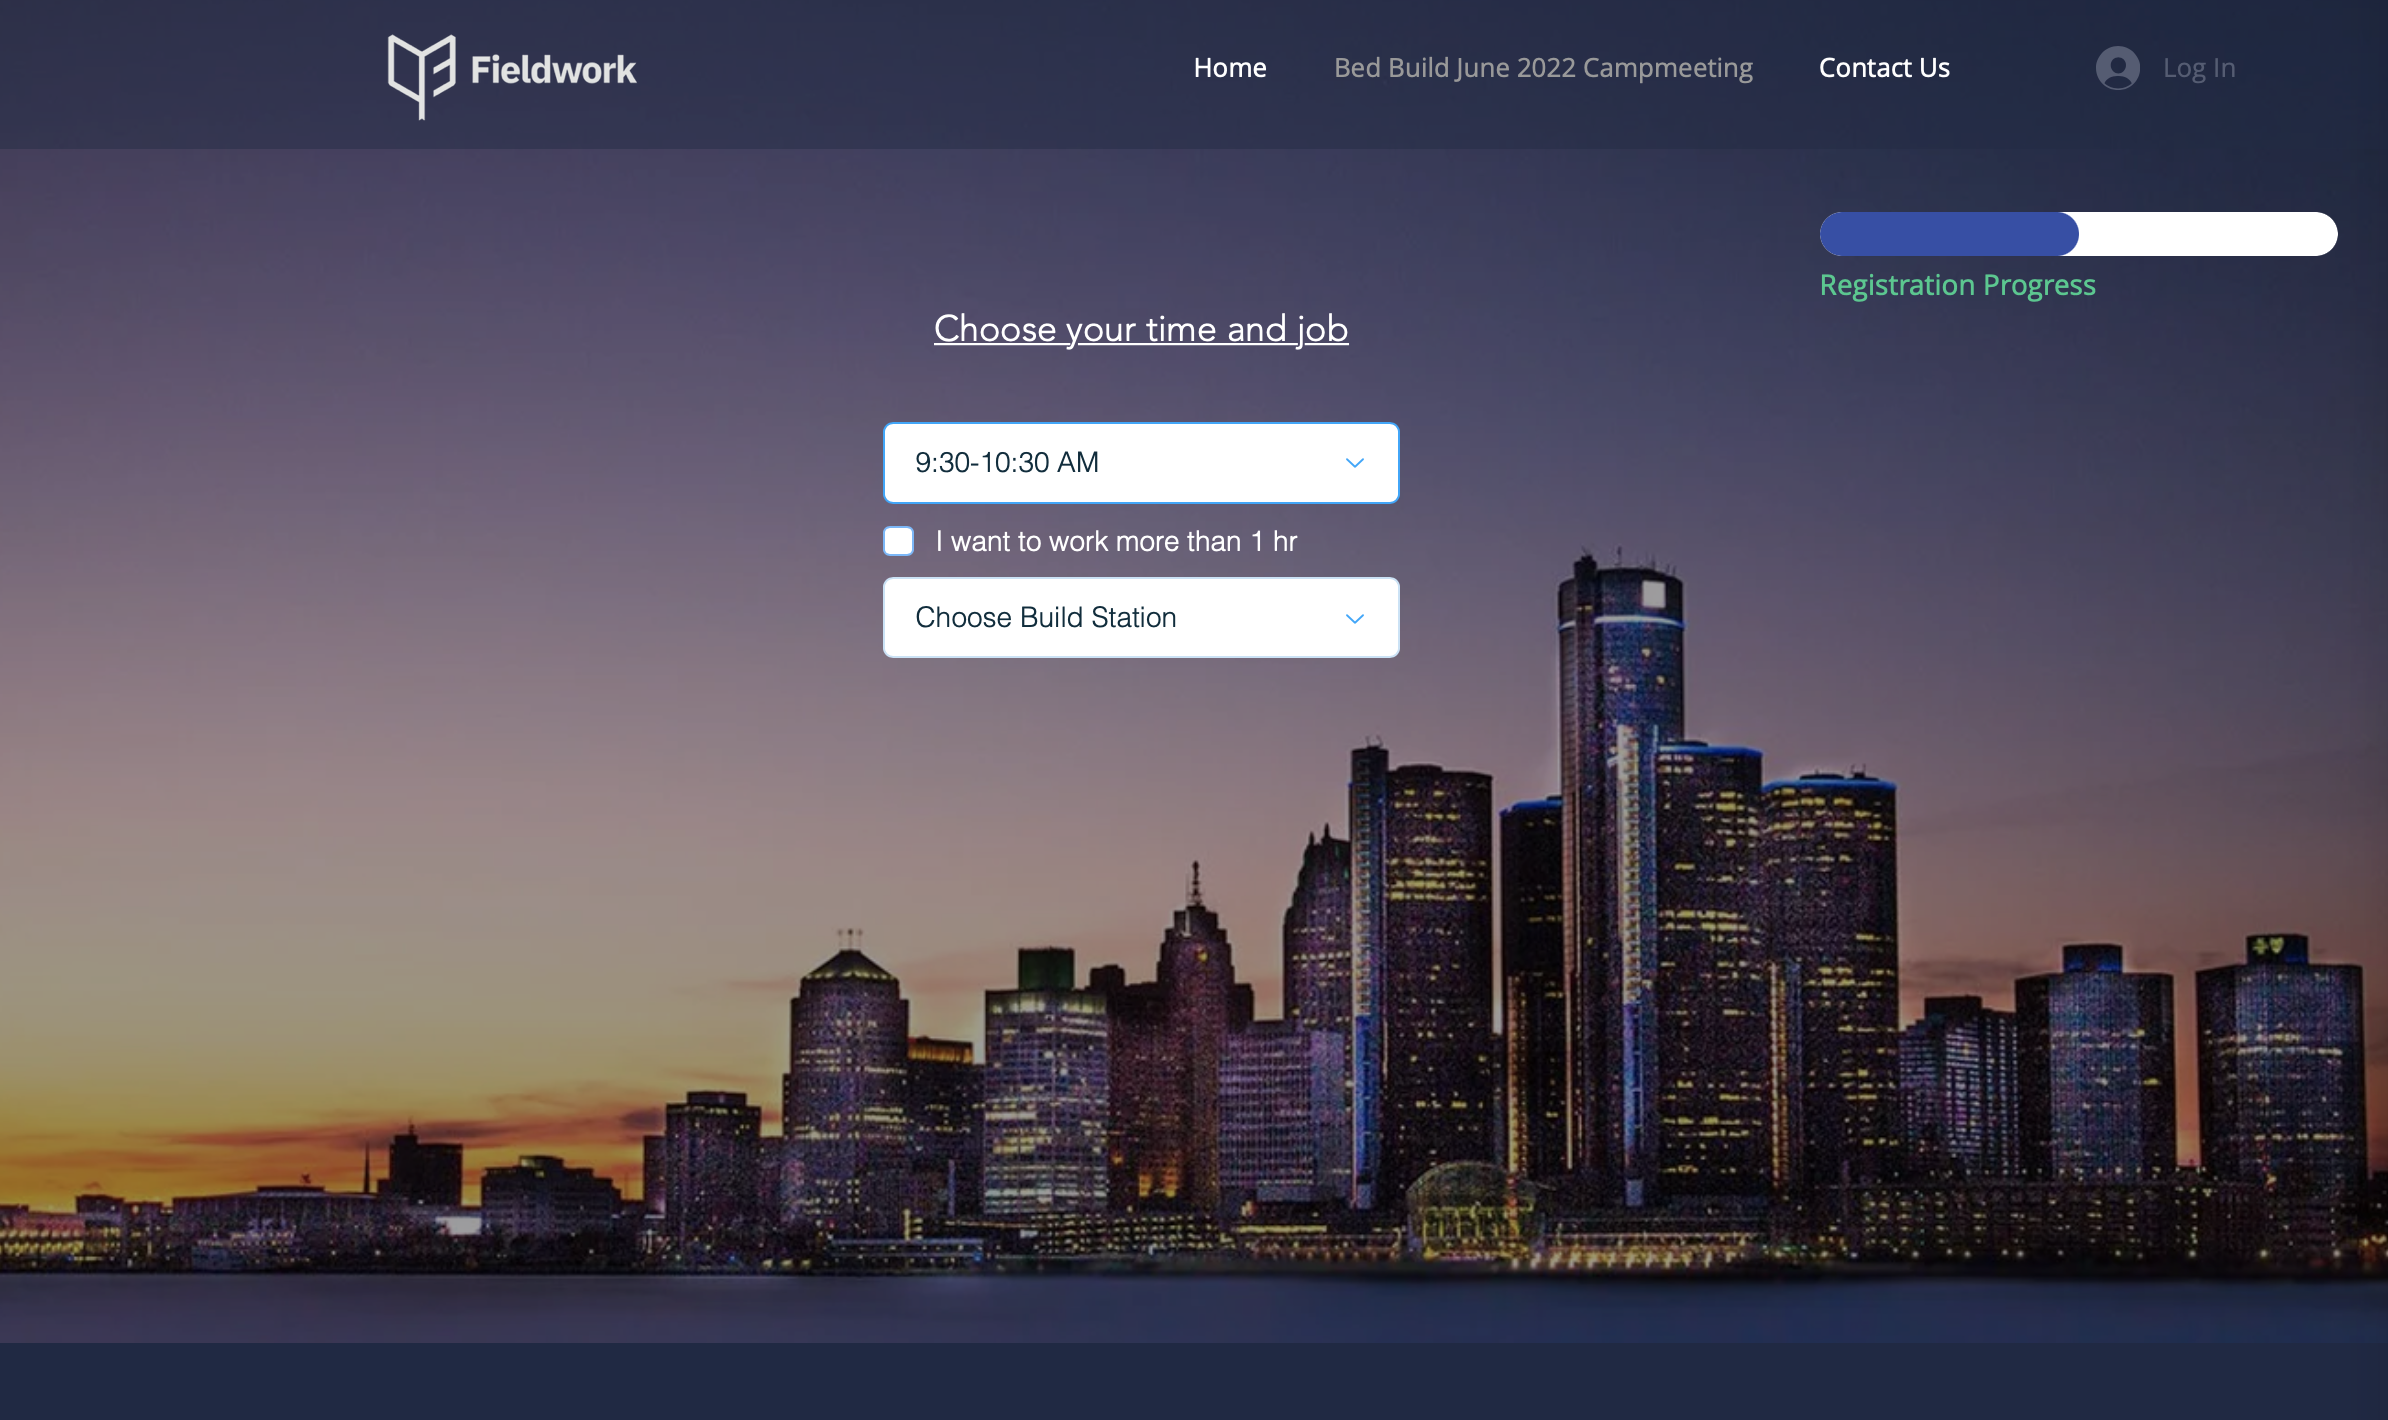 Fieldwork
Home
Bed Build June 2022 Campmeeting
Contact Us
Log In
Registration Progress
Choose your time and job
9:30-10:30 AM
I want to work more than 1 hr
Choose Build Station